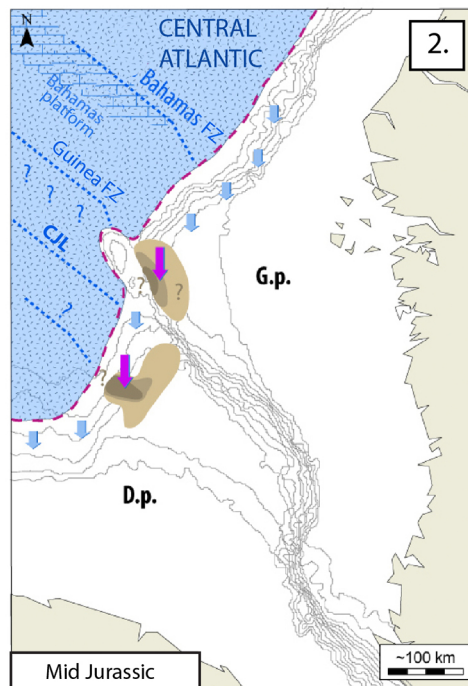 N
CENTRAL
ATLANTIC
2.
Bahamas FZ
Bahamas
platform
Guinea FZ
? ? ?
CJL
?
G.p.
? ?
?
D.p.
~100 km
Mid Jurassic